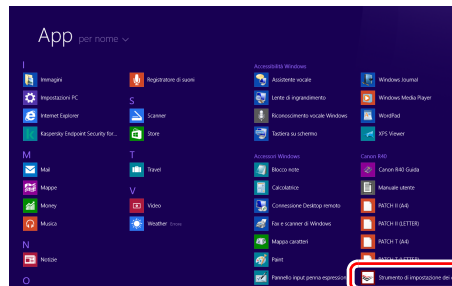 App per nome
I
Immagini
Impostazioni PC
Internet Explorer
Kaspersky Endpoint Security for...
M
Mail
Mappe
Money
Musica
N
Notizie
O
Registratore di suoni
S
Scanner
Store
T
Travel
V
Video
W
Weather
Accessibilità Windows
Assistente vocale
Lente di ingrandimento
Riconoscimento vocale Windows
Tastiera su schermo
Accessori Windows
Blocco note
Calcolatrice
Connessione Desktop remoto
Fax e scanner di Windows
Mappa caratteri
Paint
Pannello input penna espressioni
Windows Journal
Windows Media Player
WordPad
XPS Viewer
Canon R40
Canon R40 Guida
Manuale utente
PATCH II (A4)
PATCH II (LETTER)
PATCH T (A4)
PATCH T (LETTER)
Strumento di impostazione dei